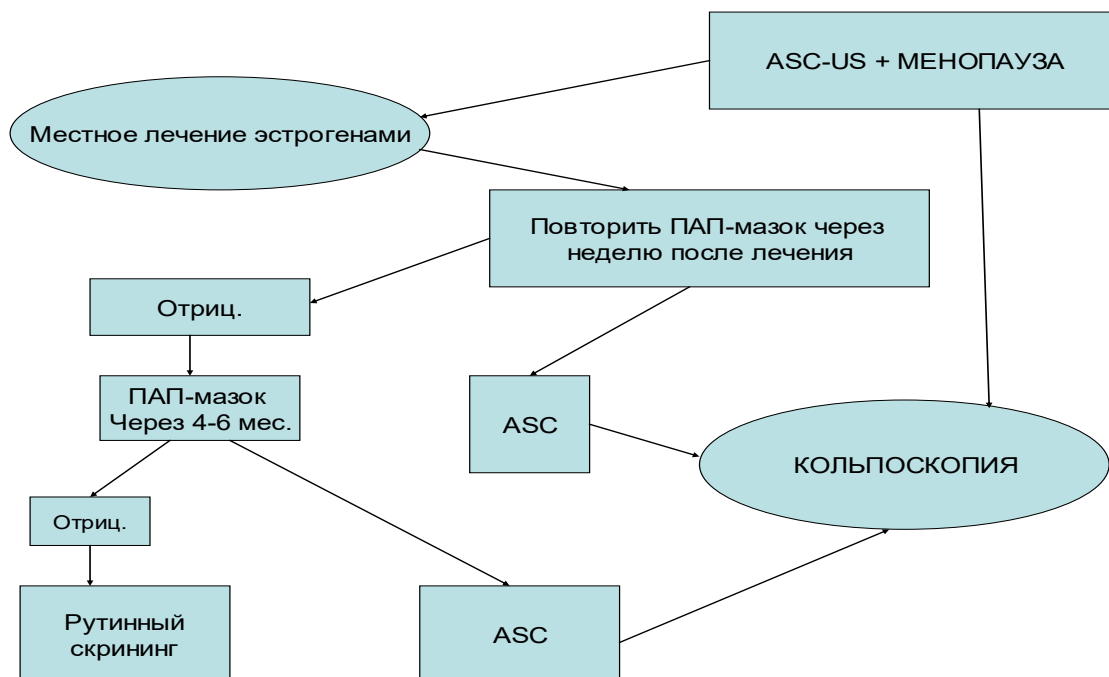 ASC-US + МЕНОПАУЗА
Местное лечение эстрогенами
Повторить ПАП-мазок через
неделю после лечения
Отриц.
ПАП-мазок
Через 4-6 мес.
ASC
КОЛЬПОСКОПИЯ
Отриц.
Рутинный
скрининг
ASC